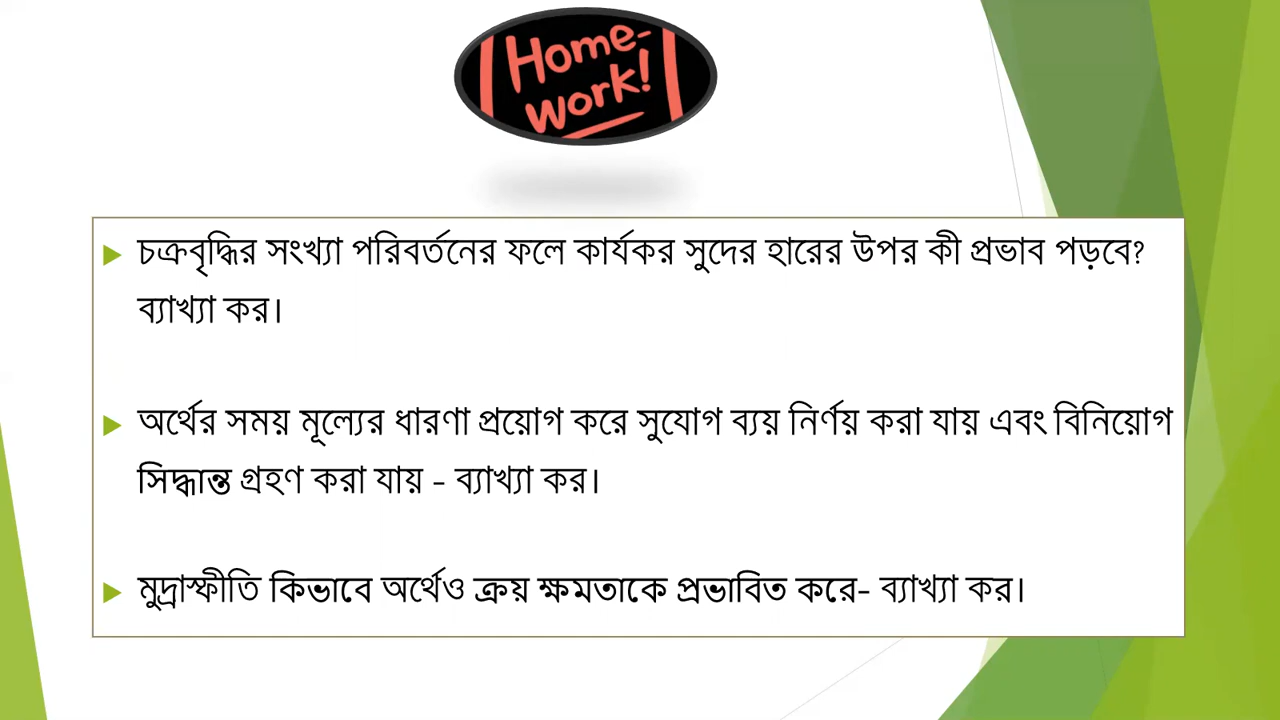 Home-
work!
চক্রবৃদ্ধির সংখ্যা পরিবর্তনের ফলে কার্যকর সুদের হারের উপর কী প্রভাব পড়বে?
ব্যাখ্যা কর।
অর্থের সময় মূল্যের ধারণা প্রয়োগ করে সুযোগ ব্যয় নির্ণয় করা যায় এবং বিনিয়োগ
সিদ্ধান্ত গ্রহণ করা যায় - ব্যাখ্যা কর।
মুদ্রাস্ফীতি কিভাবে অর্থেও ক্রয় ক্ষমতাকে প্রভাবিত করে- ব্যাখ্যা কর।